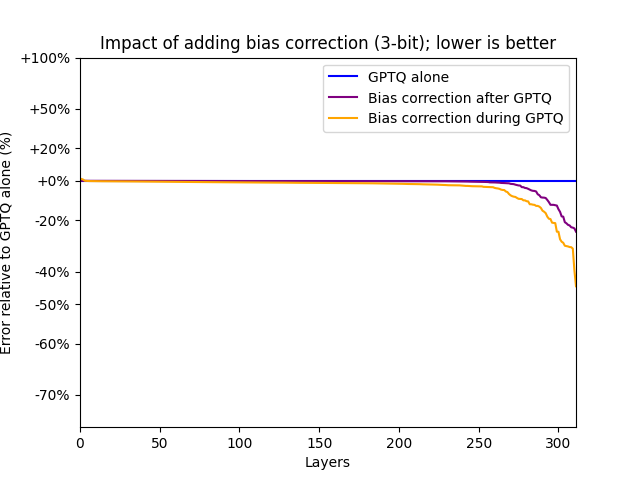 Impact of adding bias correction (3-bit); lower is better
GPTQ alone
Bias correction after GPTQ
Bias correction during GPTQ
Error relative to GPTQ alone (%)
+100%
+50%
+20%
+0%
-20%
-40%
-50%
-60%
-70%
0 50 100 150 200 250 300
Layers